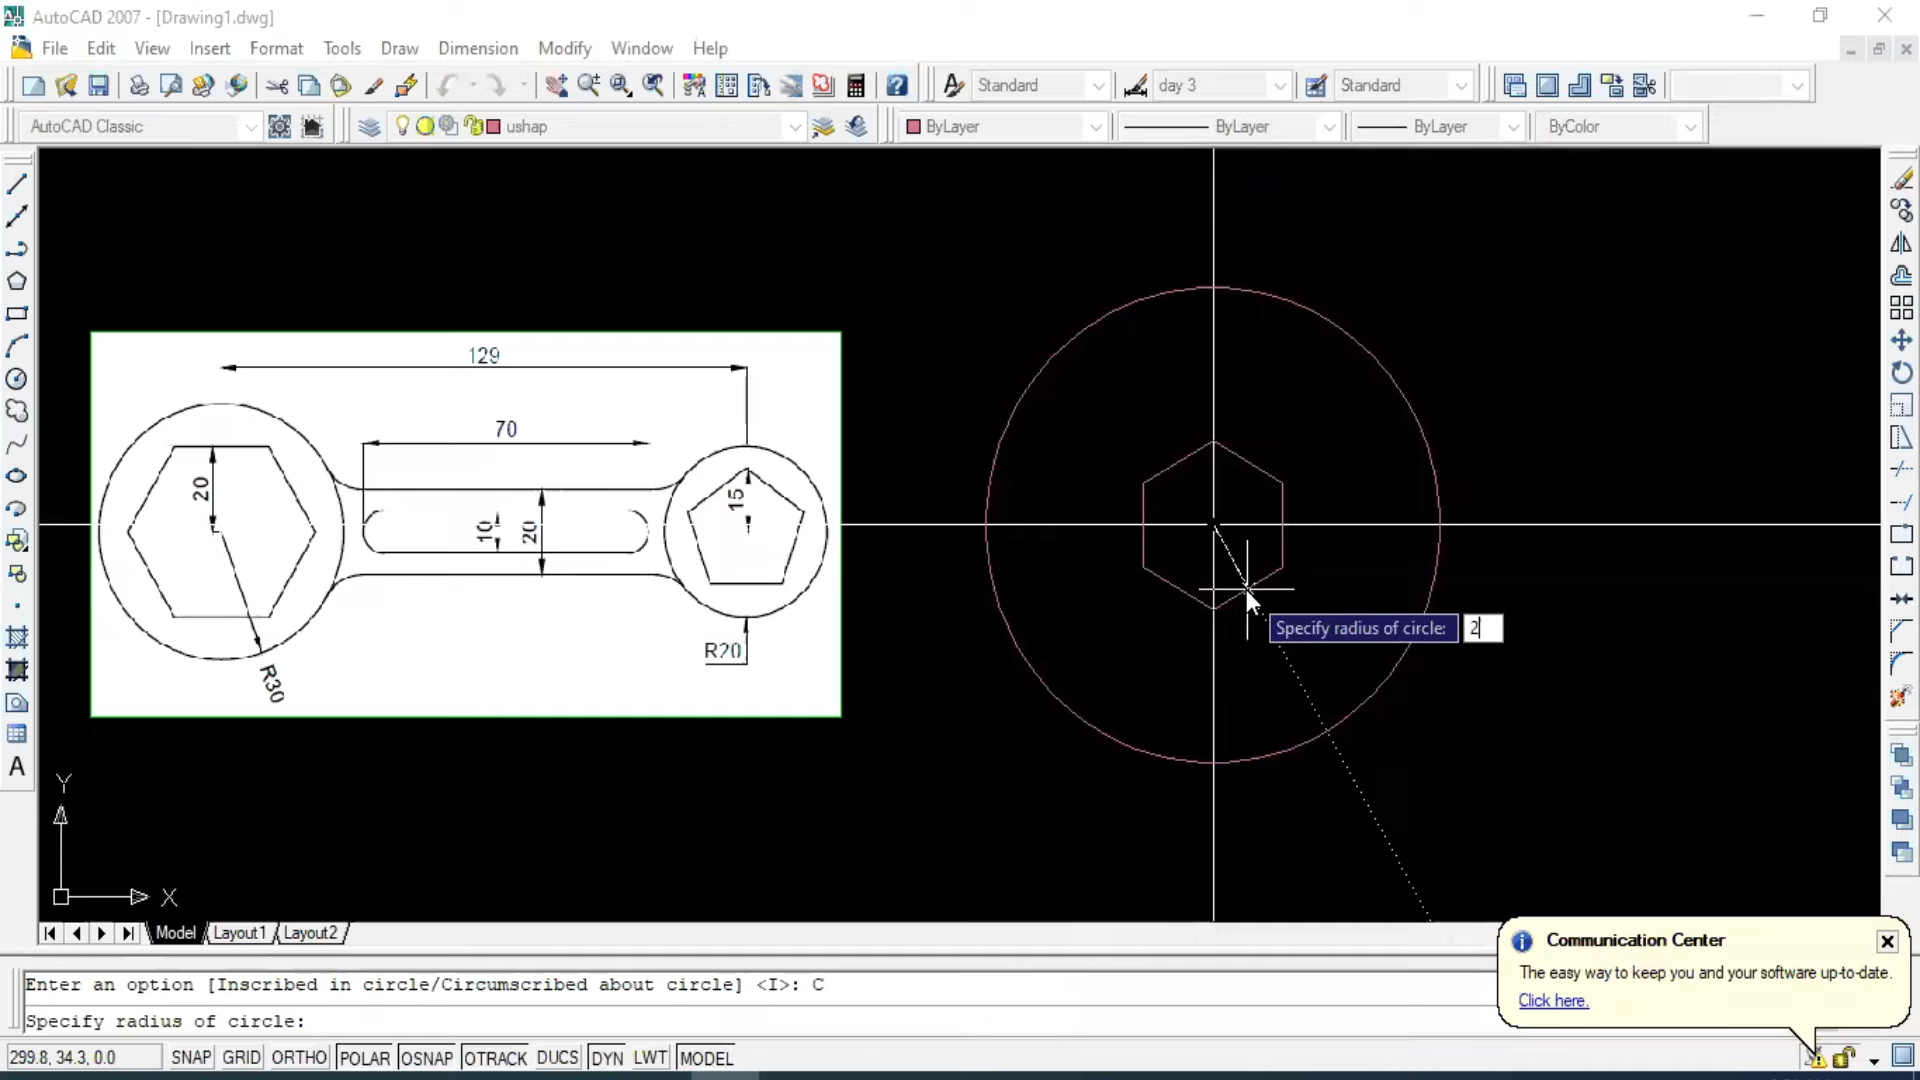 AutoCAD 2007 - [Drawing1.dwg]
File Edit View Insert Format Tools Draw Dimension Modify Window Help
Standard day 3 Standard
AutoCAD Classic ushap ByLayer ByLayer ByLayer ByColor
129
70
20
10
20
15
R20
R30
Specify radius of circle: 2
Y
X
Model Layout1 Layout2
Communication Center
The easy way to keep you and your software up-to-date.
Click here.
Enter an option [Inscribed in circle/Circumscribed about circle] <I>: C
Specify radius of circle:
299.8, 34.3, 0.0 SNAP GRID ORTHO POLAR OSNAP OTRACK DUCS DYN LWT MODEL